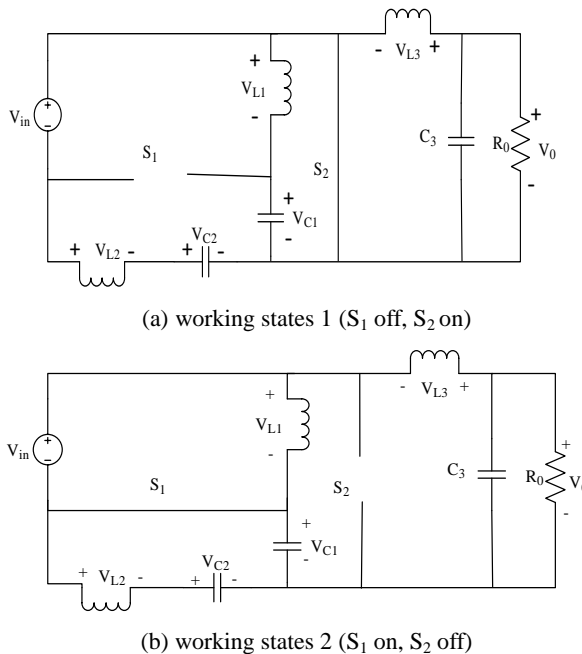 - V_L3 +
+ V_L1 -
V_in + -
S_1
S_2
C_3
R_0
+ V_0 -
+ V_C1 -
+ V_L2 -
+ V_C2 -
(a) working states 1 (S_1 off, S_2 on)
- V_L3 +
+ V_L1 -
V_in + -
S_1
S_2
C_3
R_0
+ V_0 -
+ V_C1 -
+ V_L2 -
+ V_C2 -
(b) working states 2 (S_1 on, S_2 off)